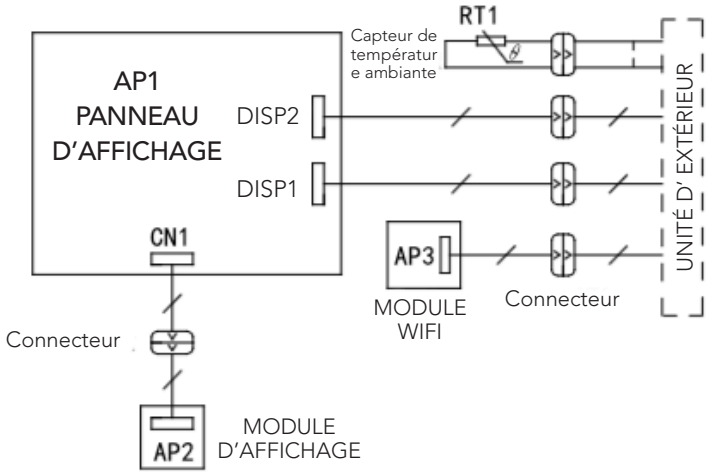 RT1
Capteur de
températur
e ambiante
AP1
PANNEAU
D'AFFICHAGE
DISP2
DISP1
CN1
AP3
MODULE
WIFI
Connecteur
UNITÉ D' EXTÉRIEUR
Connecteur
AP2
MODULE
D'AFFICHAGE